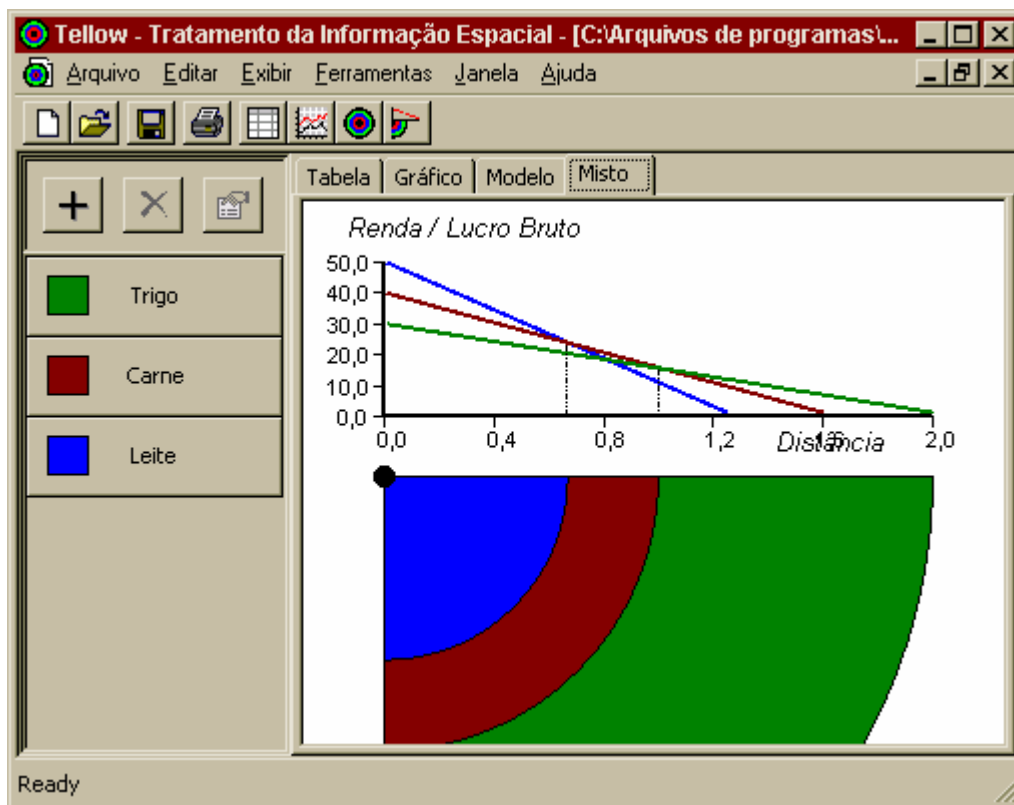 Tellow - Tratamento da Informação Espacial - [C:\Arquivos de programas\...
Arquivo Editar Exibir Ferramentas Janela Ajuda
Tabela Gráfico Modelo Misto
Trigo
Carne
Leite
Renda / Lucro Bruto
50,0
40,0
30,0
20,0
10,0
0,0
0,0 0,4 0,8 1,2 1,6 2,0
Distância
Ready